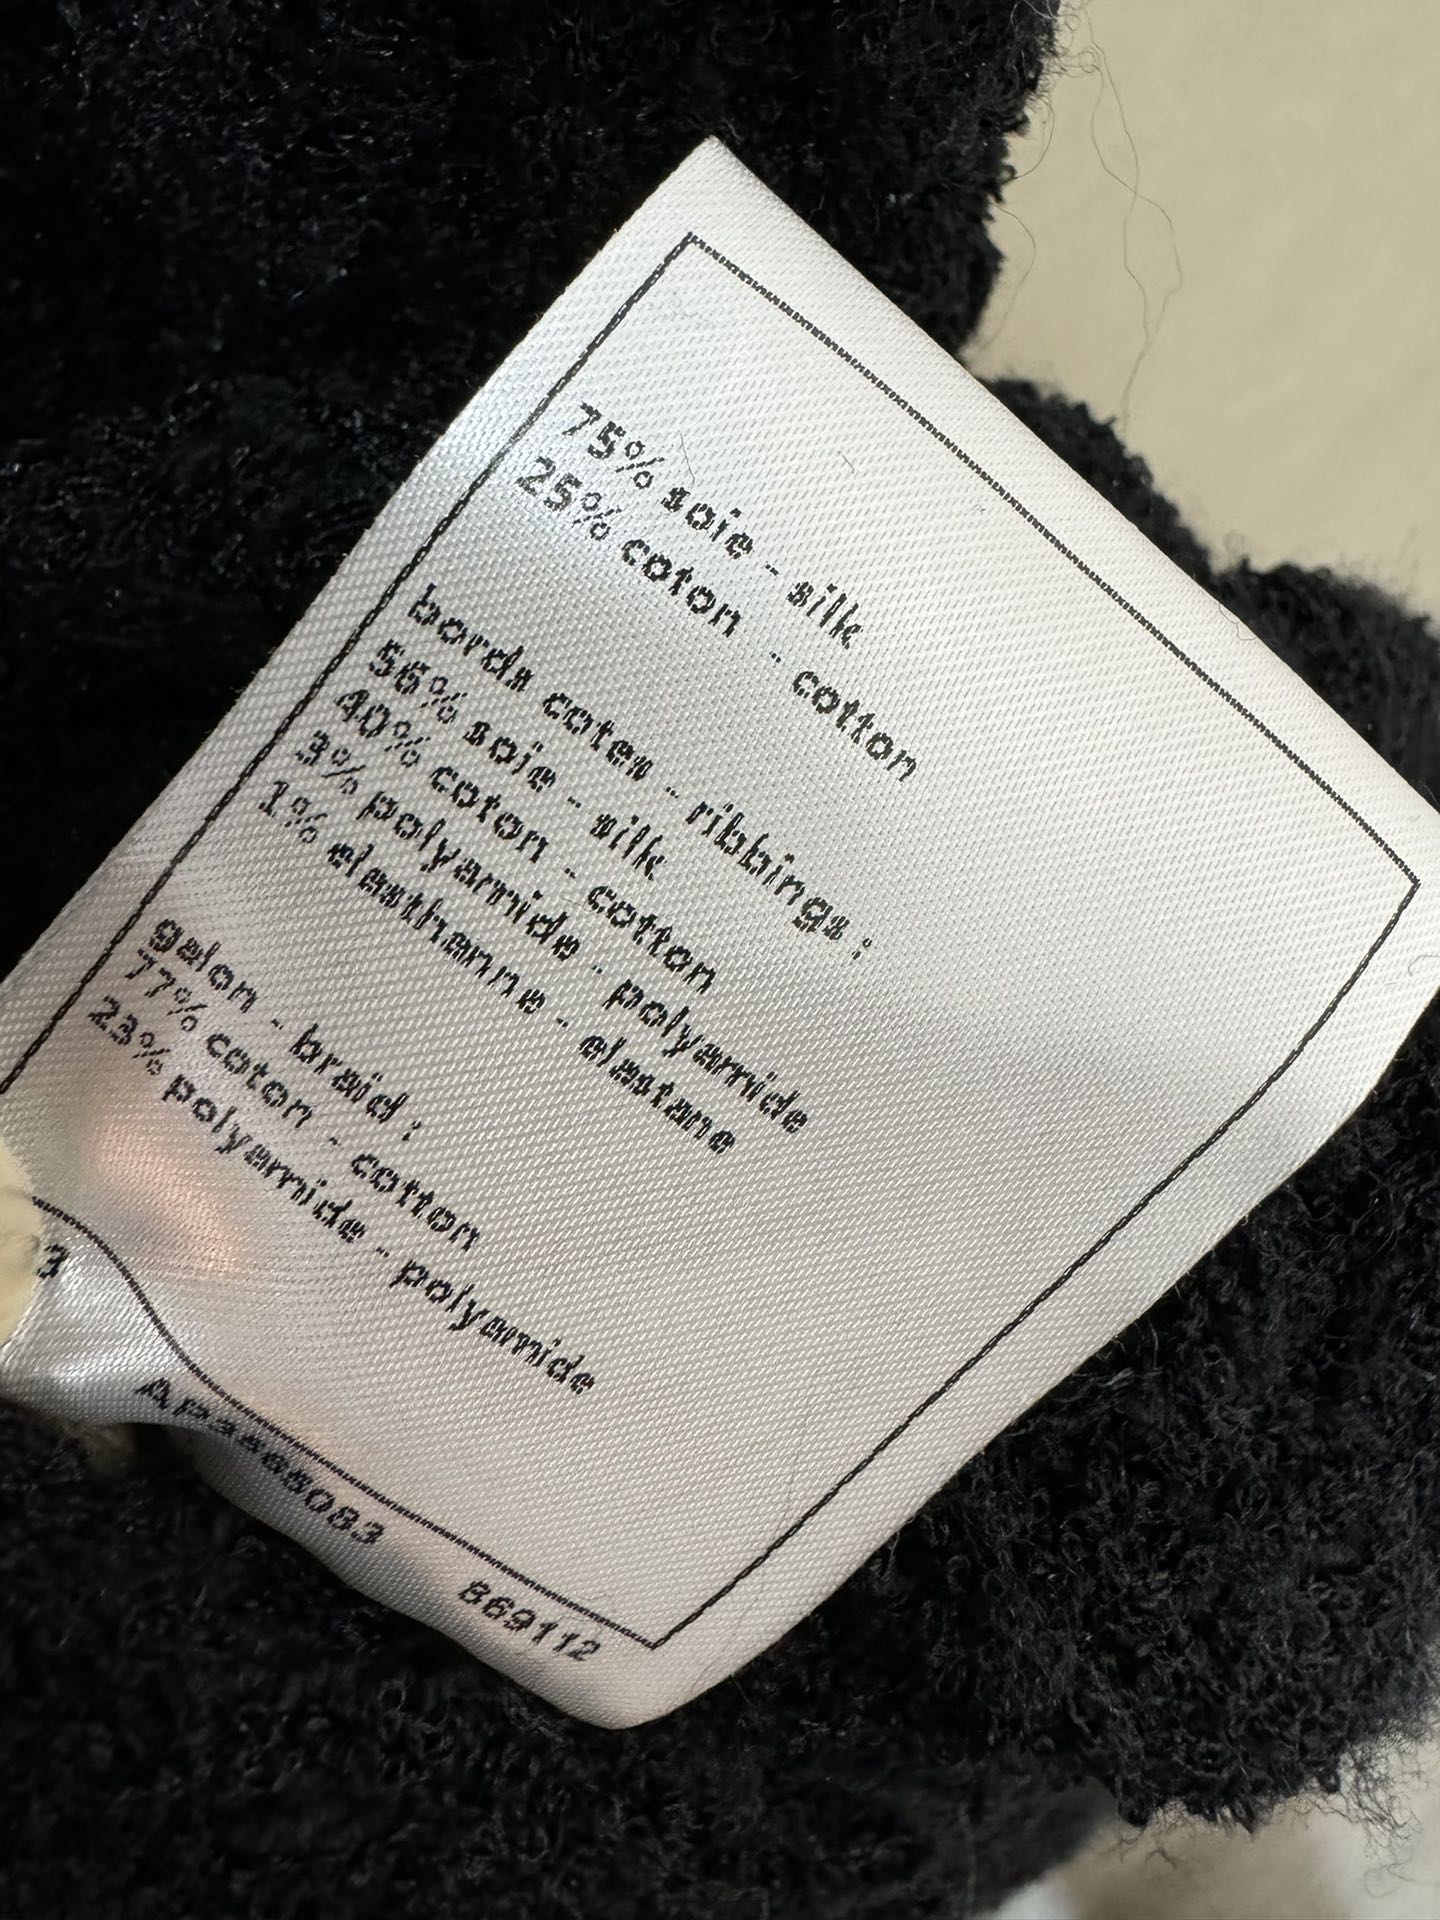 75% soie - silk
25% coton - cotton
bords cotes - ribbings :
56% soie - silk
40% coton - cotton
3% polyamide - polyamide
1% elasthanne - elastane
galon - braid :
77% coton - cotton
23% polyamide - polyamide
3
869112